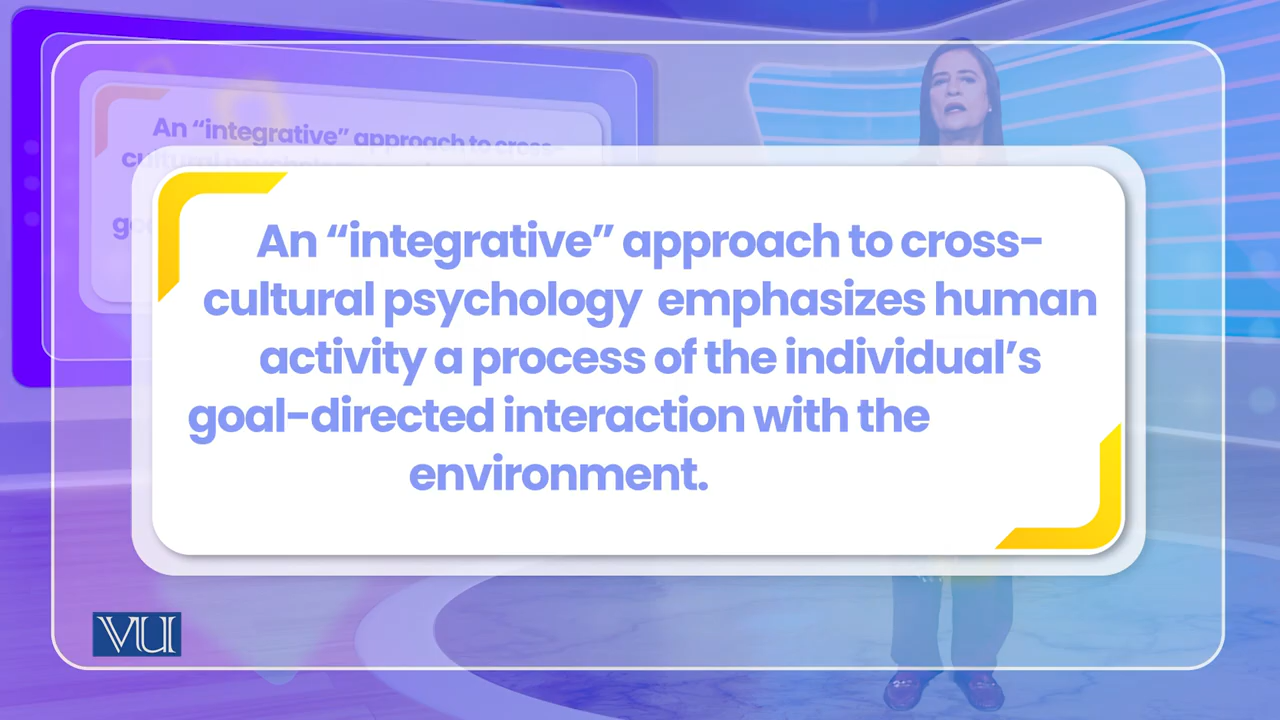 An “integrative” approach to cross-
An “integrative” approach to cross-
cultural psychology  emphasizes human
activity a process of the individual’s
goal-directed interaction with the
environment.
VU